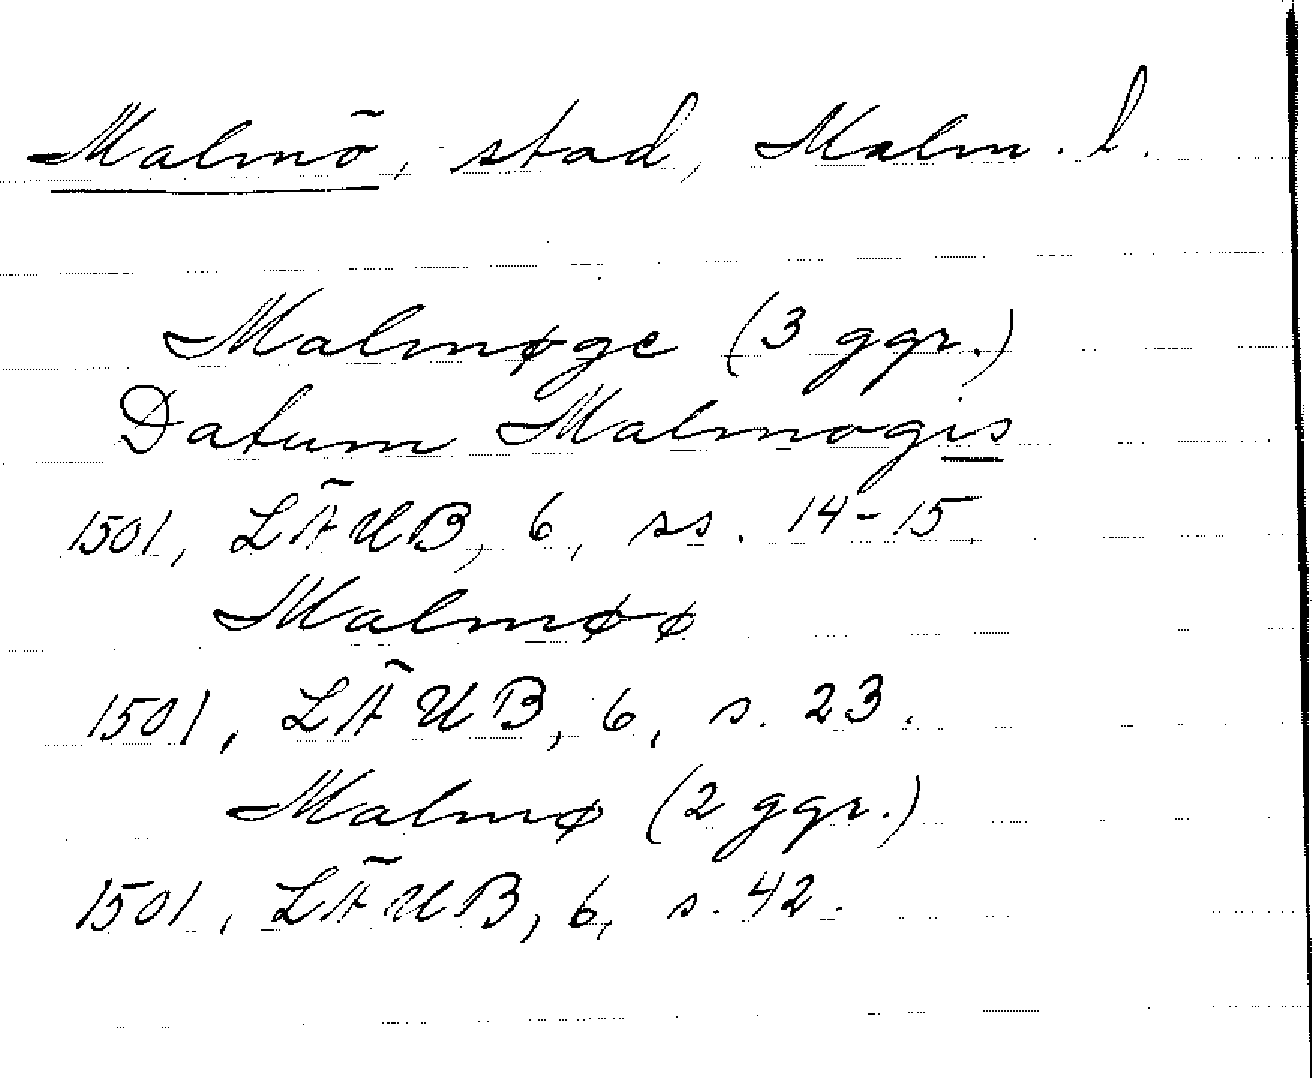 Malmö, stad, Malm. l.
Malmøge (3 ggr.)
Datum Malmogis
1501, LÄUB, 6, ss. 14-15
Malmøø
1501, LÄUB, 6, s. 23.
Malmø (2 ggr.)
1501, LÄUB, 6, s. 42.